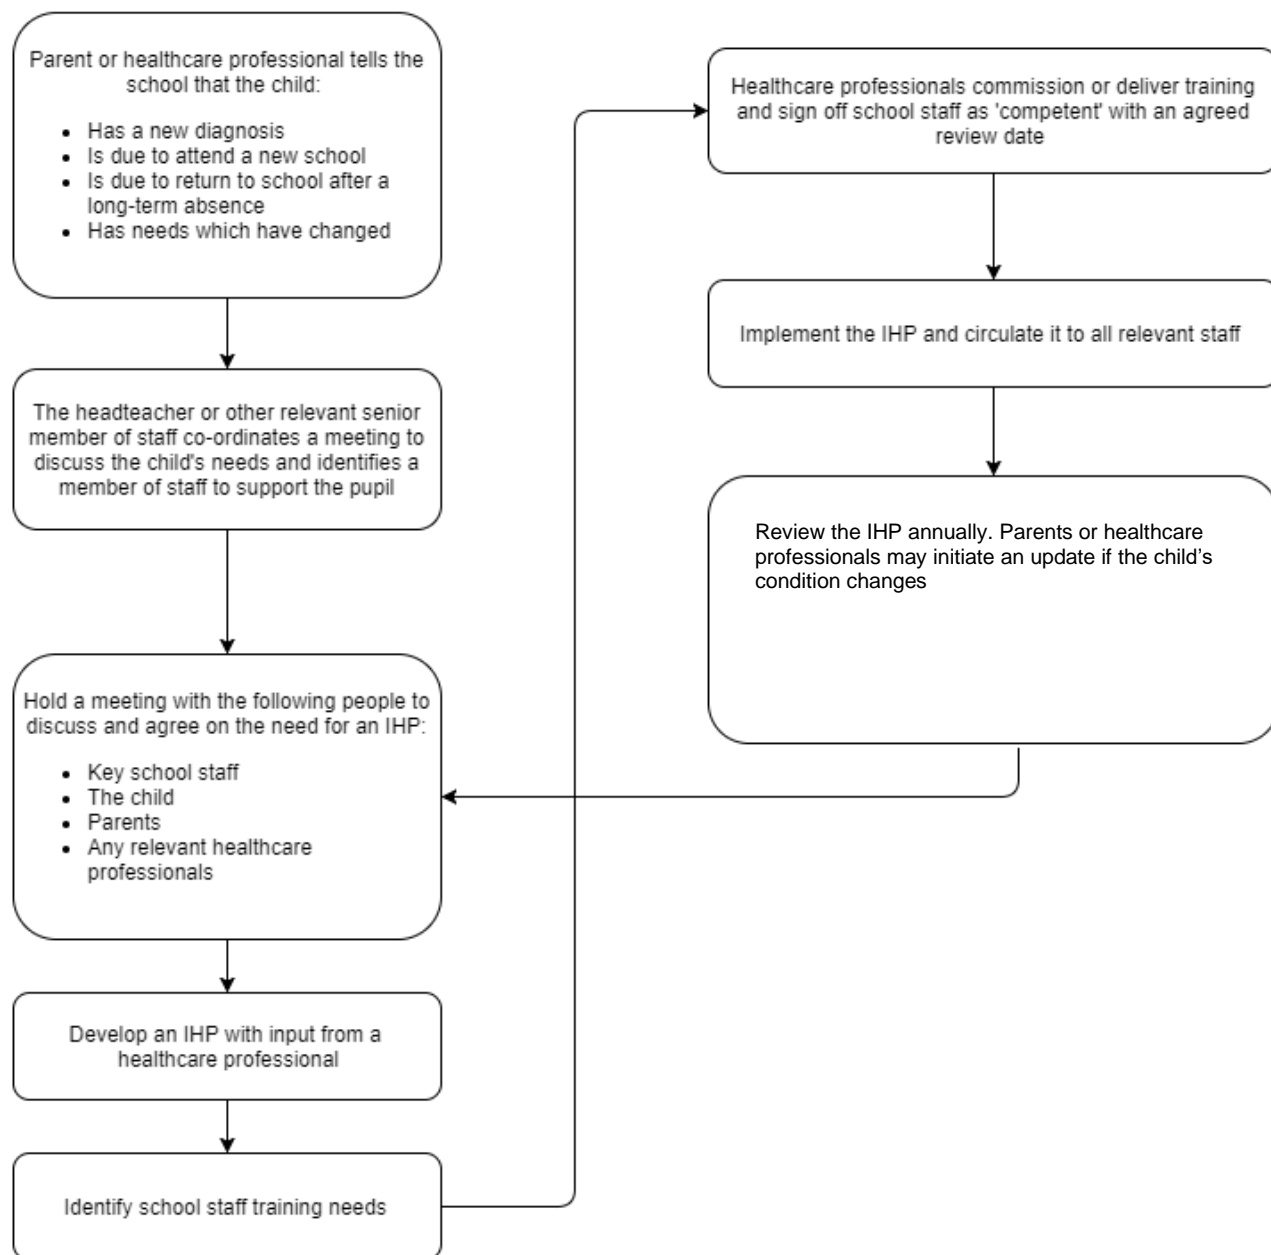 Parent or healthcare professional tells the
school that the child:
• Has a new diagnosis
• Is due to attend a new school
• Is due to return to school after a
long-term absence
• Has needs which have changed
The headteacher or other relevant senior
member of staff co-ordinates a meeting to
discuss the child's needs and identifies a
member of staff to support the pupil
Hold a meeting with the following people to
discuss and agree on the need for an IHP:
• Key school staff
• The child
• Parents
• Any relevant healthcare
professionals
Develop an IHP with input from a
healthcare professional
Identify school staff training needs
Healthcare professionals commission or deliver training
and sign off school staff as 'competent' with an agreed
review date
Implement the IHP and circulate it to all relevant staff
Review the IHP annually. Parents or healthcare
professionals may initiate an update if the child’s
condition changes